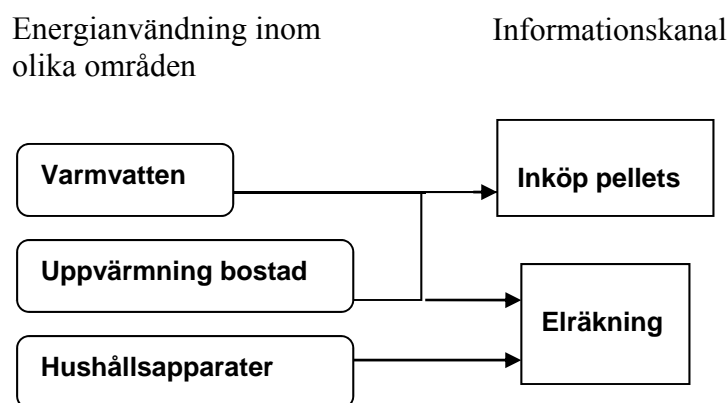 Energianvändning inom
olika områden
Informationskanal
Varmvatten
Inköp pellets
Uppvärmning bostad
Elräkning
Hushållsapparater